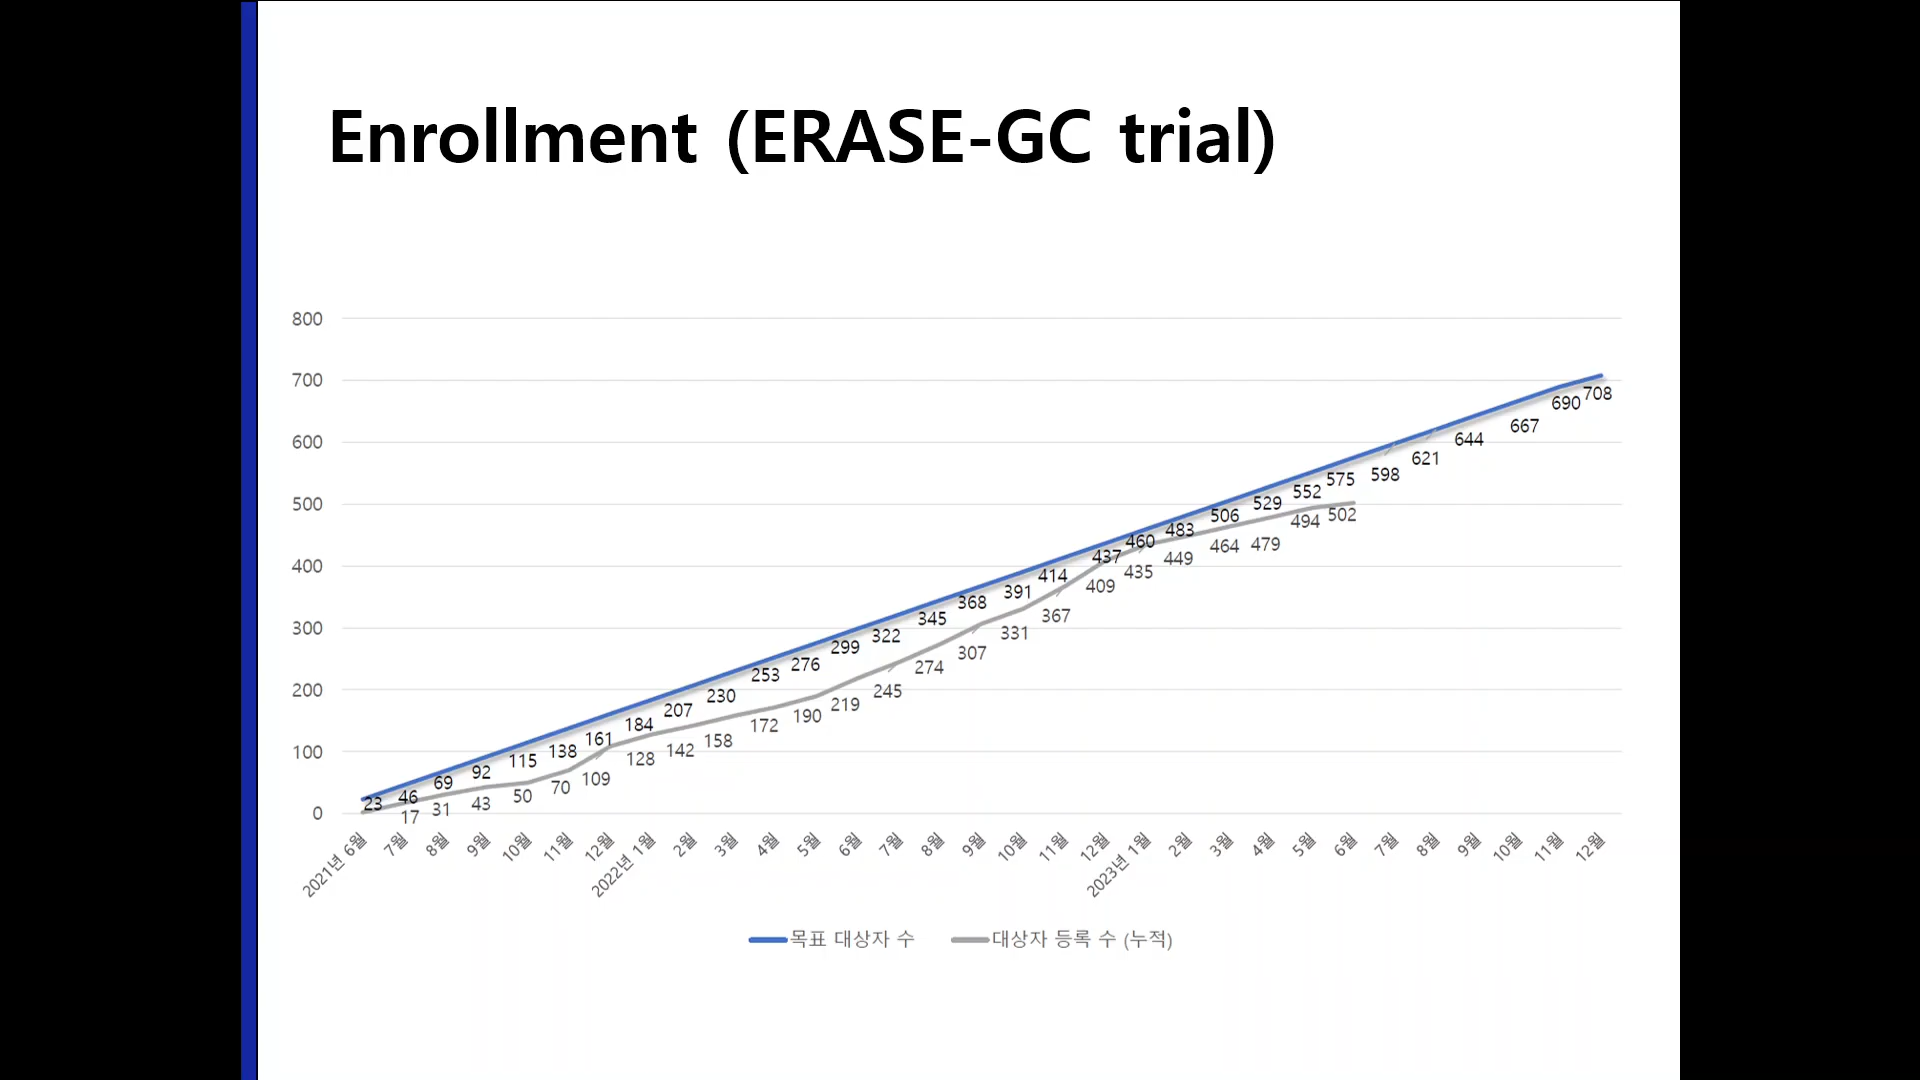 Enrollment (ERASE-GC trial)
800
700
600
500
400
300
200
100
0
23 46 69 92 115 138 161 184 207 230 253 276 299 322 345 368 391 414 437 460 483 506 529 552 575 598 621 644 667 690 708
17 31 43 50 70 109 128 142 158 172 190 219 245 274 307 331 367 409 435 449 464 479 494 502
2021년 6월 7월 8월 9월 10월 11월 12월 2022년 1월 2월 3월 4월 5월 6월 7월 8월 9월 10월 11월 12월 2023년 1월 2월 3월 4월 5월 6월 7월 8월 9월 10월 11월 12월
목표 대상자 수 대상자 등록 수 (누적)